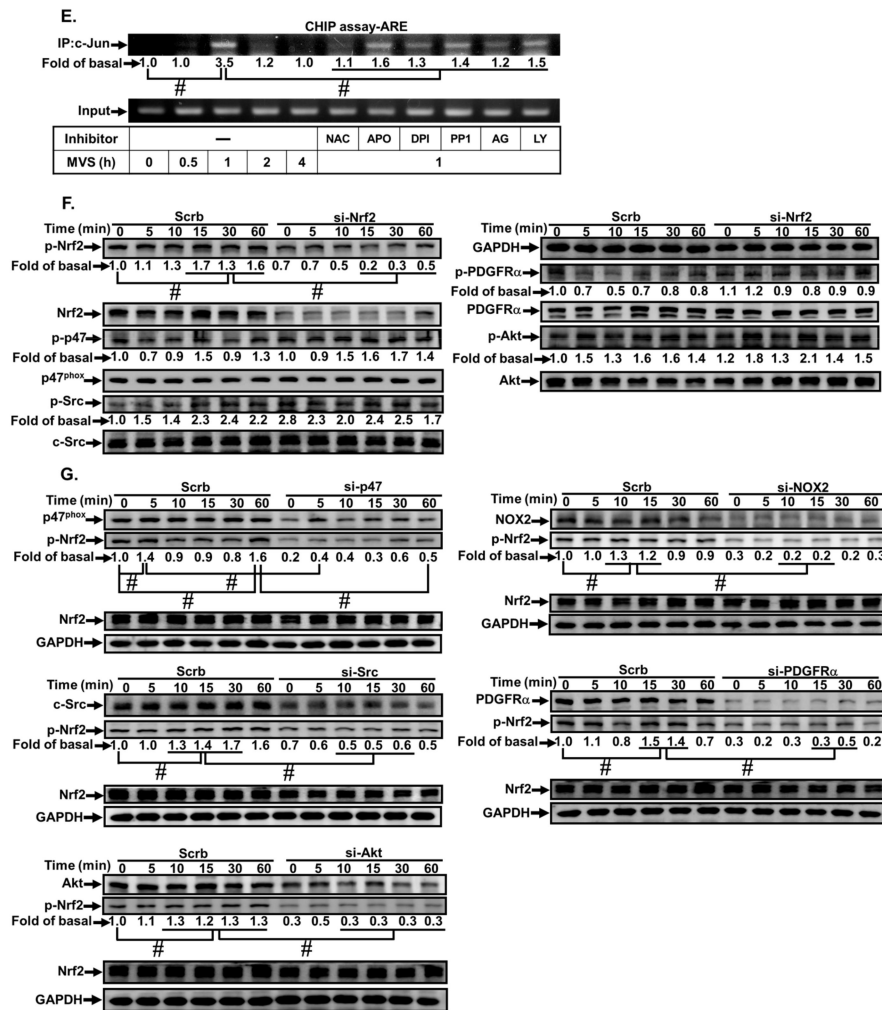 E.
CHIP assay-ARE
IP:c-Jun
Fold of basal 1.0 1.0 3.5 1.2 1.0 1.1 1.6 1.3 1.4 1.2 1.5
# #
Input
Inhibitor — NAC APO DPI PP1 AG LY
MVS (h) 0 0.5 1 2 4 1
F.
Scrb si-Nrf2
Time (min) 0 5 10 15 30 60 0 5 10 15 30 60
p-Nrf2
Fold of basal 1.0 1.1 1.3 1.7 1.3 1.6 0.7 0.7 0.5 0.2 0.3 0.5
# #
Nrf2
p-p47
Fold of basal 1.0 0.7 0.9 1.5 0.9 1.3 1.0 0.9 1.5 1.6 1.7 1.4
p47phox
p-Src
Fold of basal 1.0 1.5 1.4 2.3 2.4 2.2 2.8 2.3 2.0 2.4 2.5 1.7
c-Src
Scrb si-Nrf2
Time (min) 0 5 10 15 30 60 0 5 10 15 30 60
GAPDH
p-PDGFRα
Fold of basal 1.0 0.7 0.5 0.7 0.8 0.8 1.1 1.2 0.9 0.8 0.9 0.9
PDGFRα
p-Akt
Fold of basal 1.0 1.5 1.3 1.6 1.6 1.4 1.2 1.8 1.3 2.1 1.4 1.5
Akt
G.
Scrb si-p47
Time (min) 0 5 10 15 30 60 0 5 10 15 30 60
p47phox
p-Nrf2
Fold of basal 1.0 1.4 0.9 0.9 0.8 1.6 0.2 0.4 0.4 0.3 0.6 0.5
# #
# #
Nrf2
GAPDH
Scrb si-NOX2
Time (min) 0 5 10 15 30 60 0 5 10 15 30 60
NOX2
p-Nrf2
Fold of basal 1.0 1.0 1.3 1.2 0.9 0.9 0.3 0.2 0.2 0.2 0.2 0.3
# #
Nrf2
GAPDH
Scrb si-Src
Time (min) 0 5 10 15 30 60 0 5 10 15 30 60
c-Src
p-Nrf2
Fold of basal 1.0 1.0 1.3 1.4 1.7 1.6 0.7 0.6 0.5 0.5 0.6 0.5
# #
Nrf2
GAPDH
Scrb si-PDGFRα
Time (min) 0 5 10 15 30 60 0 5 10 15 30 60
PDGFRα
p-Nrf2
Fold of basal 1.0 1.1 0.8 1.5 1.4 0.7 0.3 0.2 0.3 0.3 0.5 0.2
# #
Nrf2
GAPDH
Scrb si-Akt
Time (min) 0 5 10 15 30 60 0 5 10 15 30 60
Akt
p-Nrf2
Fold of basal 1.0 1.1 1.3 1.2 1.3 1.3 0.3 0.5 0.3 0.3 0.3 0.3
# #
Nrf2
GAPDH